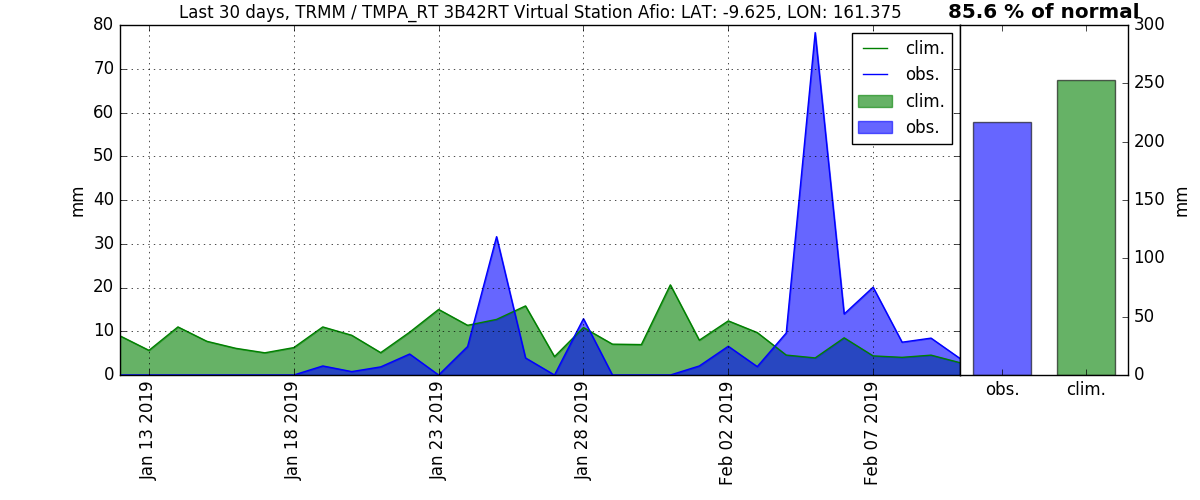 Last 30 days, TRMM / TMPA_RT 3B42RT Virtual Station Afio: LAT: -9.625, LON: 161.375
85.6 % of normal
80
70
60
50
40
30
20
10
0
mm
clim.
obs.
clim.
obs.
300
250
200
150
100
50
0
mm
Jan 13 2019
Jan 18 2019
Jan 23 2019
Jan 28 2019
Feb 02 2019
Feb 07 2019
obs.
clim.